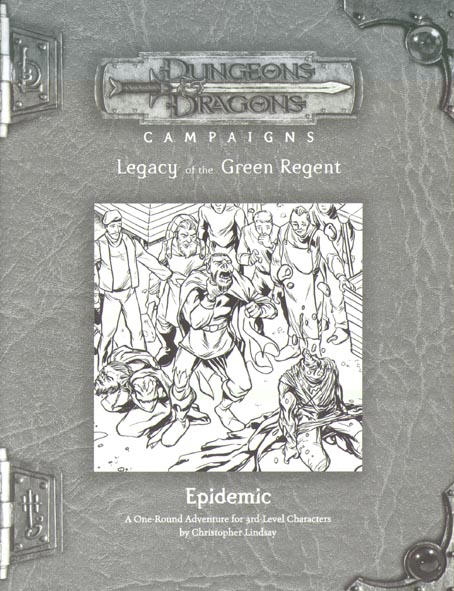 DUNGEONS
& DRAGONS
CAMPAIGNS
Legacy of the Green Regent
Epidemic
A One-Round Adventure for 3rd-Level Characters
by Christopher Lindsay